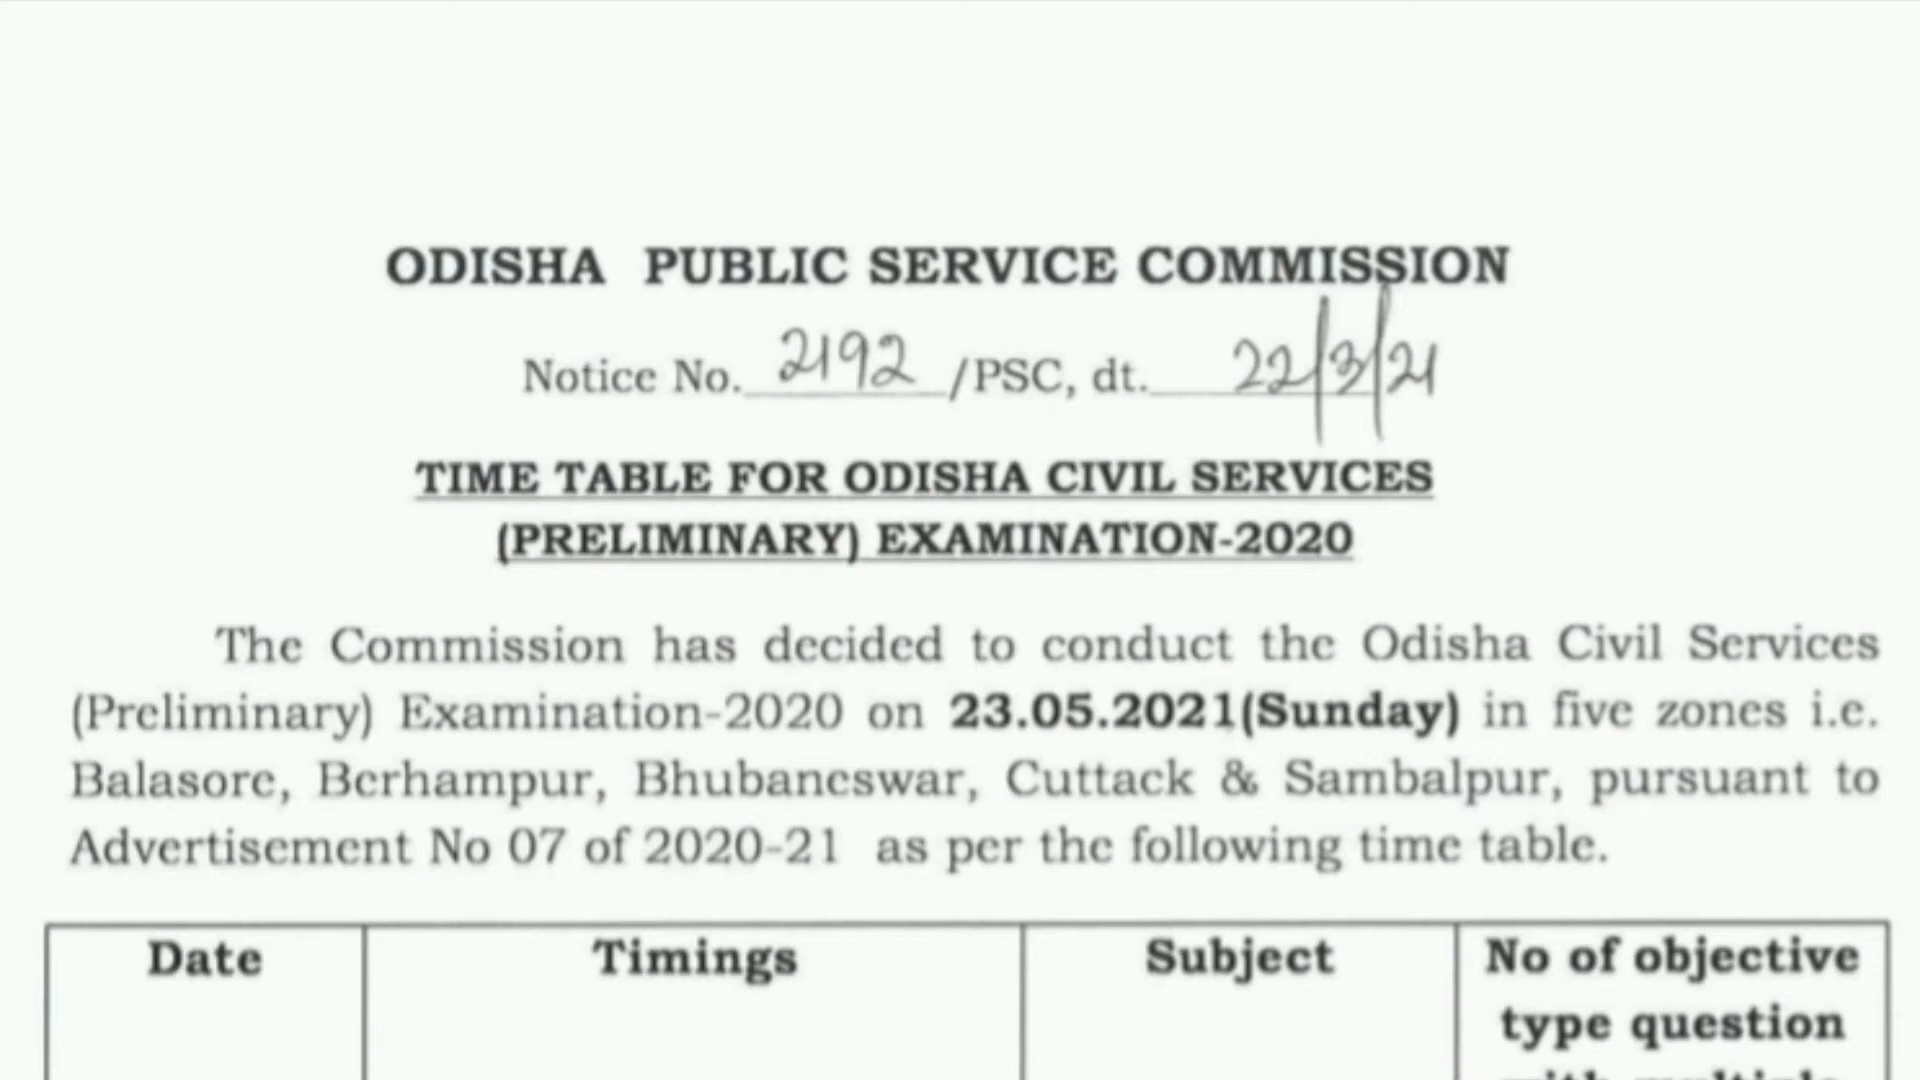 ODISHA PUBLIC SERVICE COMMISSION
Notice No. 2192 /PSC, dt. 22/3/21
TIME TABLE FOR ODISHA CIVIL SERVICES
(PRELIMINARY) EXAMINATION-2020
The Commission has decided to conduct the Odisha Civil Services
(Preliminary) Examination-2020 on 23.05.2021(Sunday) in five zones i.e.
Balasore, Berhampur, Bhubaneswar, Cuttack & Sambalpur, pursuant to
Advertisement No 07 of 2020-21 as per the following time table.
Date Timings Subject No of objective
type question
with multiple